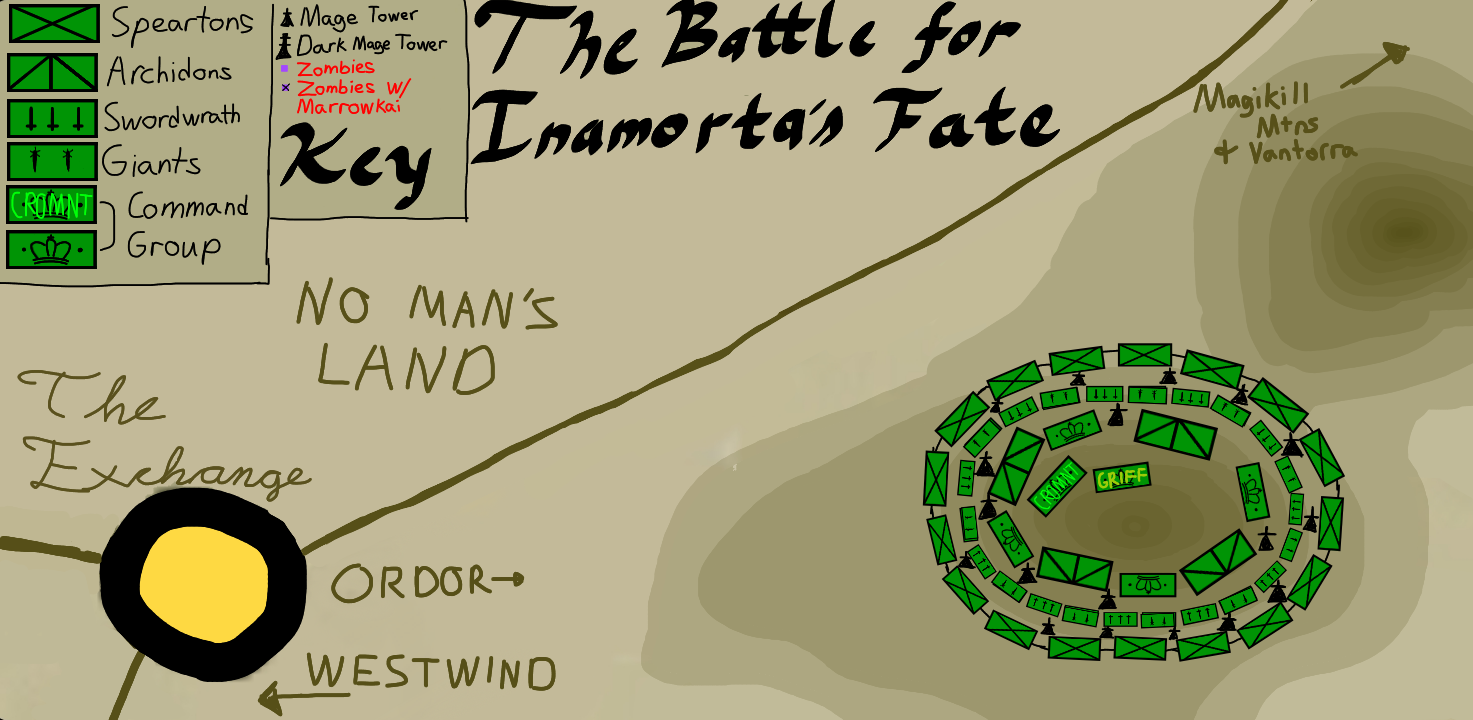 Speartons
Archidons
Swordwrath
Giants
CROMNT
Command
Group
Mage Tower
Dark Mage Tower
Zombies
Zombies w/
Marrowkai
Key
The Battle for
Inamorta's Fate
Magikill
Mtns
+ Vantorra
NO MAN'S
LAND
The
Exchange
ORDOR
WESTWIND
CROMNT
GRIFF